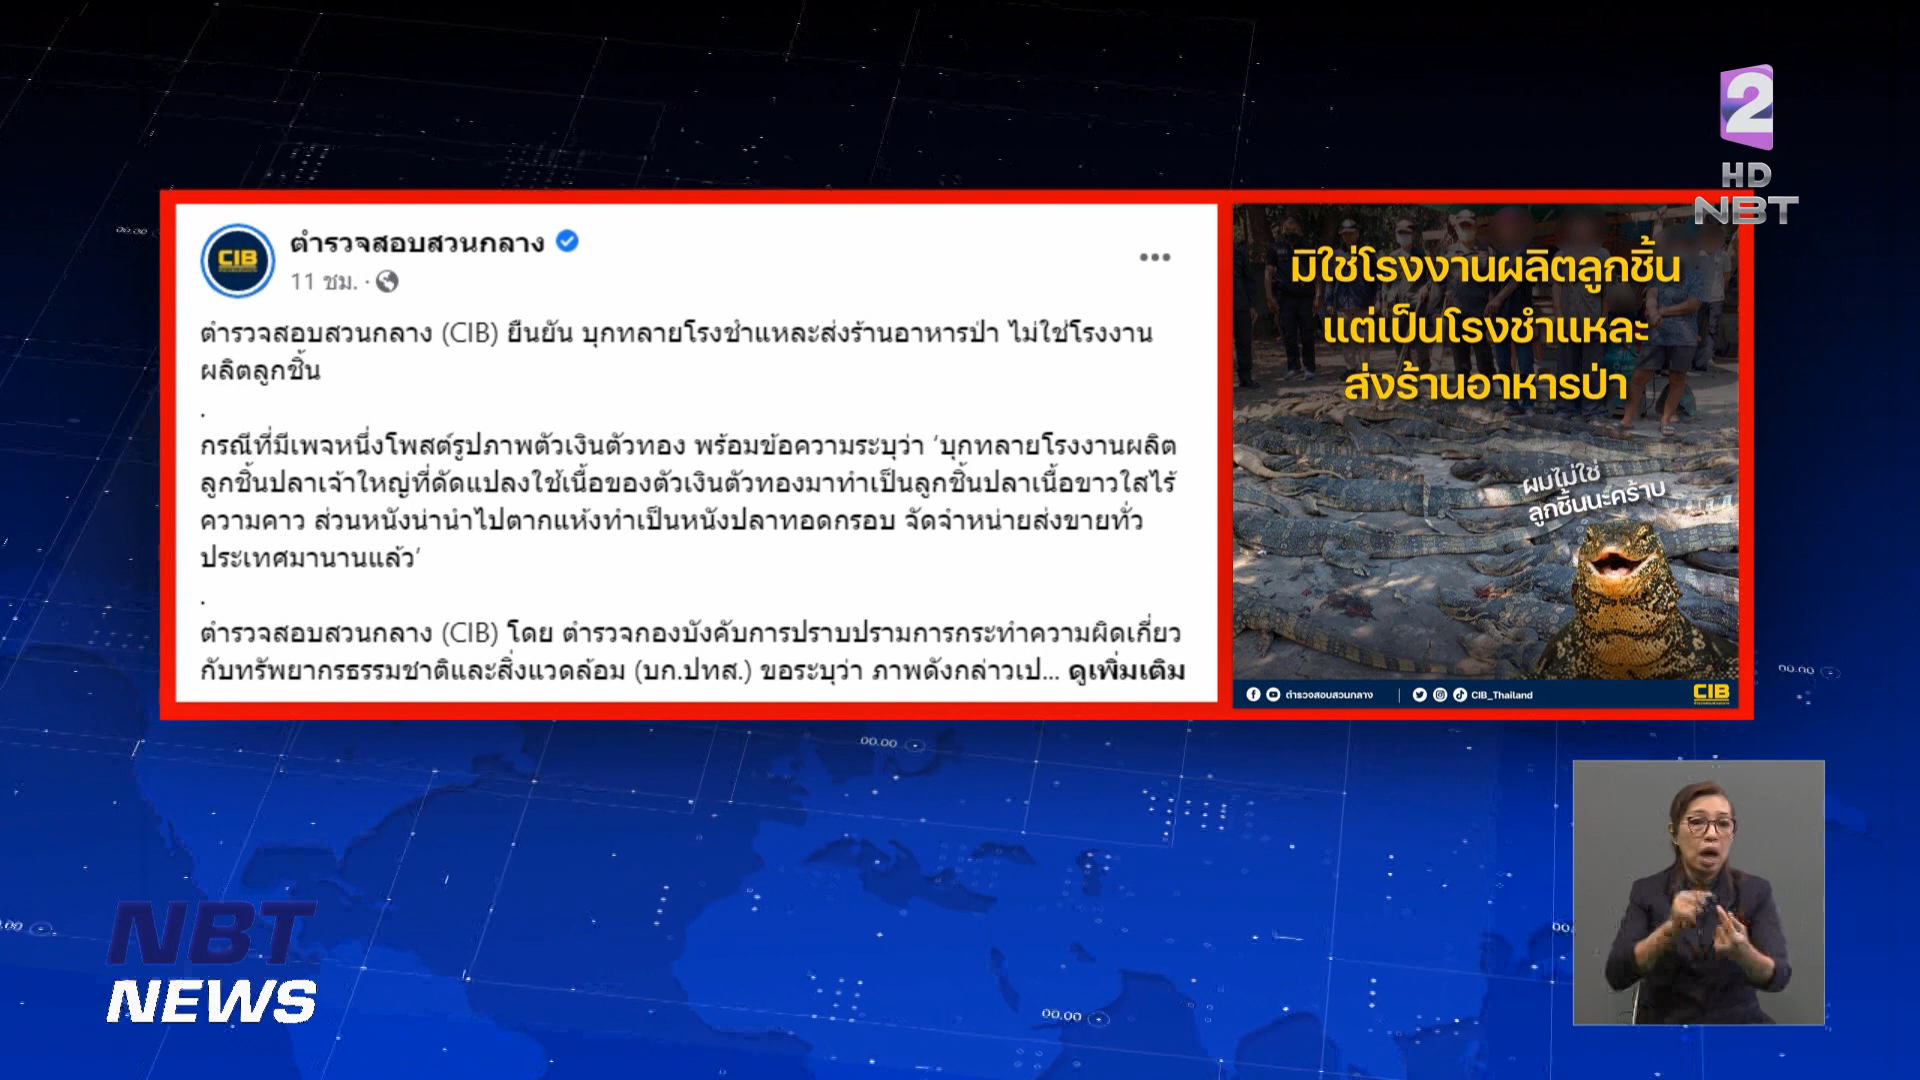 2
HD
NBT
CIB
ตำรวจสอบสวนกลาง
11 ชม. ·
ตำรวจสอบสวนกลาง (CIB) ยืนยัน บุกทลายโรงชำแหละส่งร้านอาหารป่า ไม่ใช่โรงงาน
ผลิตลูกชิ้น
.
กรณีที่มีเพจหนึ่งโพสต์รูปภาพตัวเงินตัวทอง พร้อมข้อความระบุว่า ‘บุกทลายโรงงานผลิต
ลูกชิ้นปลาเจ้าใหญ่ที่ดัดแปลงใช้เนื้อของตัวเงินตัวทองมาทำเป็นลูกชิ้นปลาเนื้อขาวใสไร้
ความคาว ส่วนหนังน่านำไปตากแห้งทำเป็นหนังปลาทอดกรอบ จัดจำหน่ายส่งขายทั่ว
ประเทศมานานแล้ว’
.
ตำรวจสอบสวนกลาง (CIB) โดย ตำรวจกองบังคับการปราบปรามการกระทำความผิดเกี่ยว
กับทรัพยากรธรรมชาติและสิ่งแวดล้อม (บก.ปทส.) ขอระบุว่า ภาพดังกล่าวเป... ดูเพิ่มเติม
มิใช่โรงงานผลิตลูกชิ้น
แต่เป็นโรงชำแหละ
ส่งร้านอาหารป่า
ผมไม่ใช่
ลูกชิ้นนะคร้าบ
ตำรวจสอบสวนกลาง | CIB_Thailand
CIB
00.00
00.00
00.00
00.00
NBT
NEWS